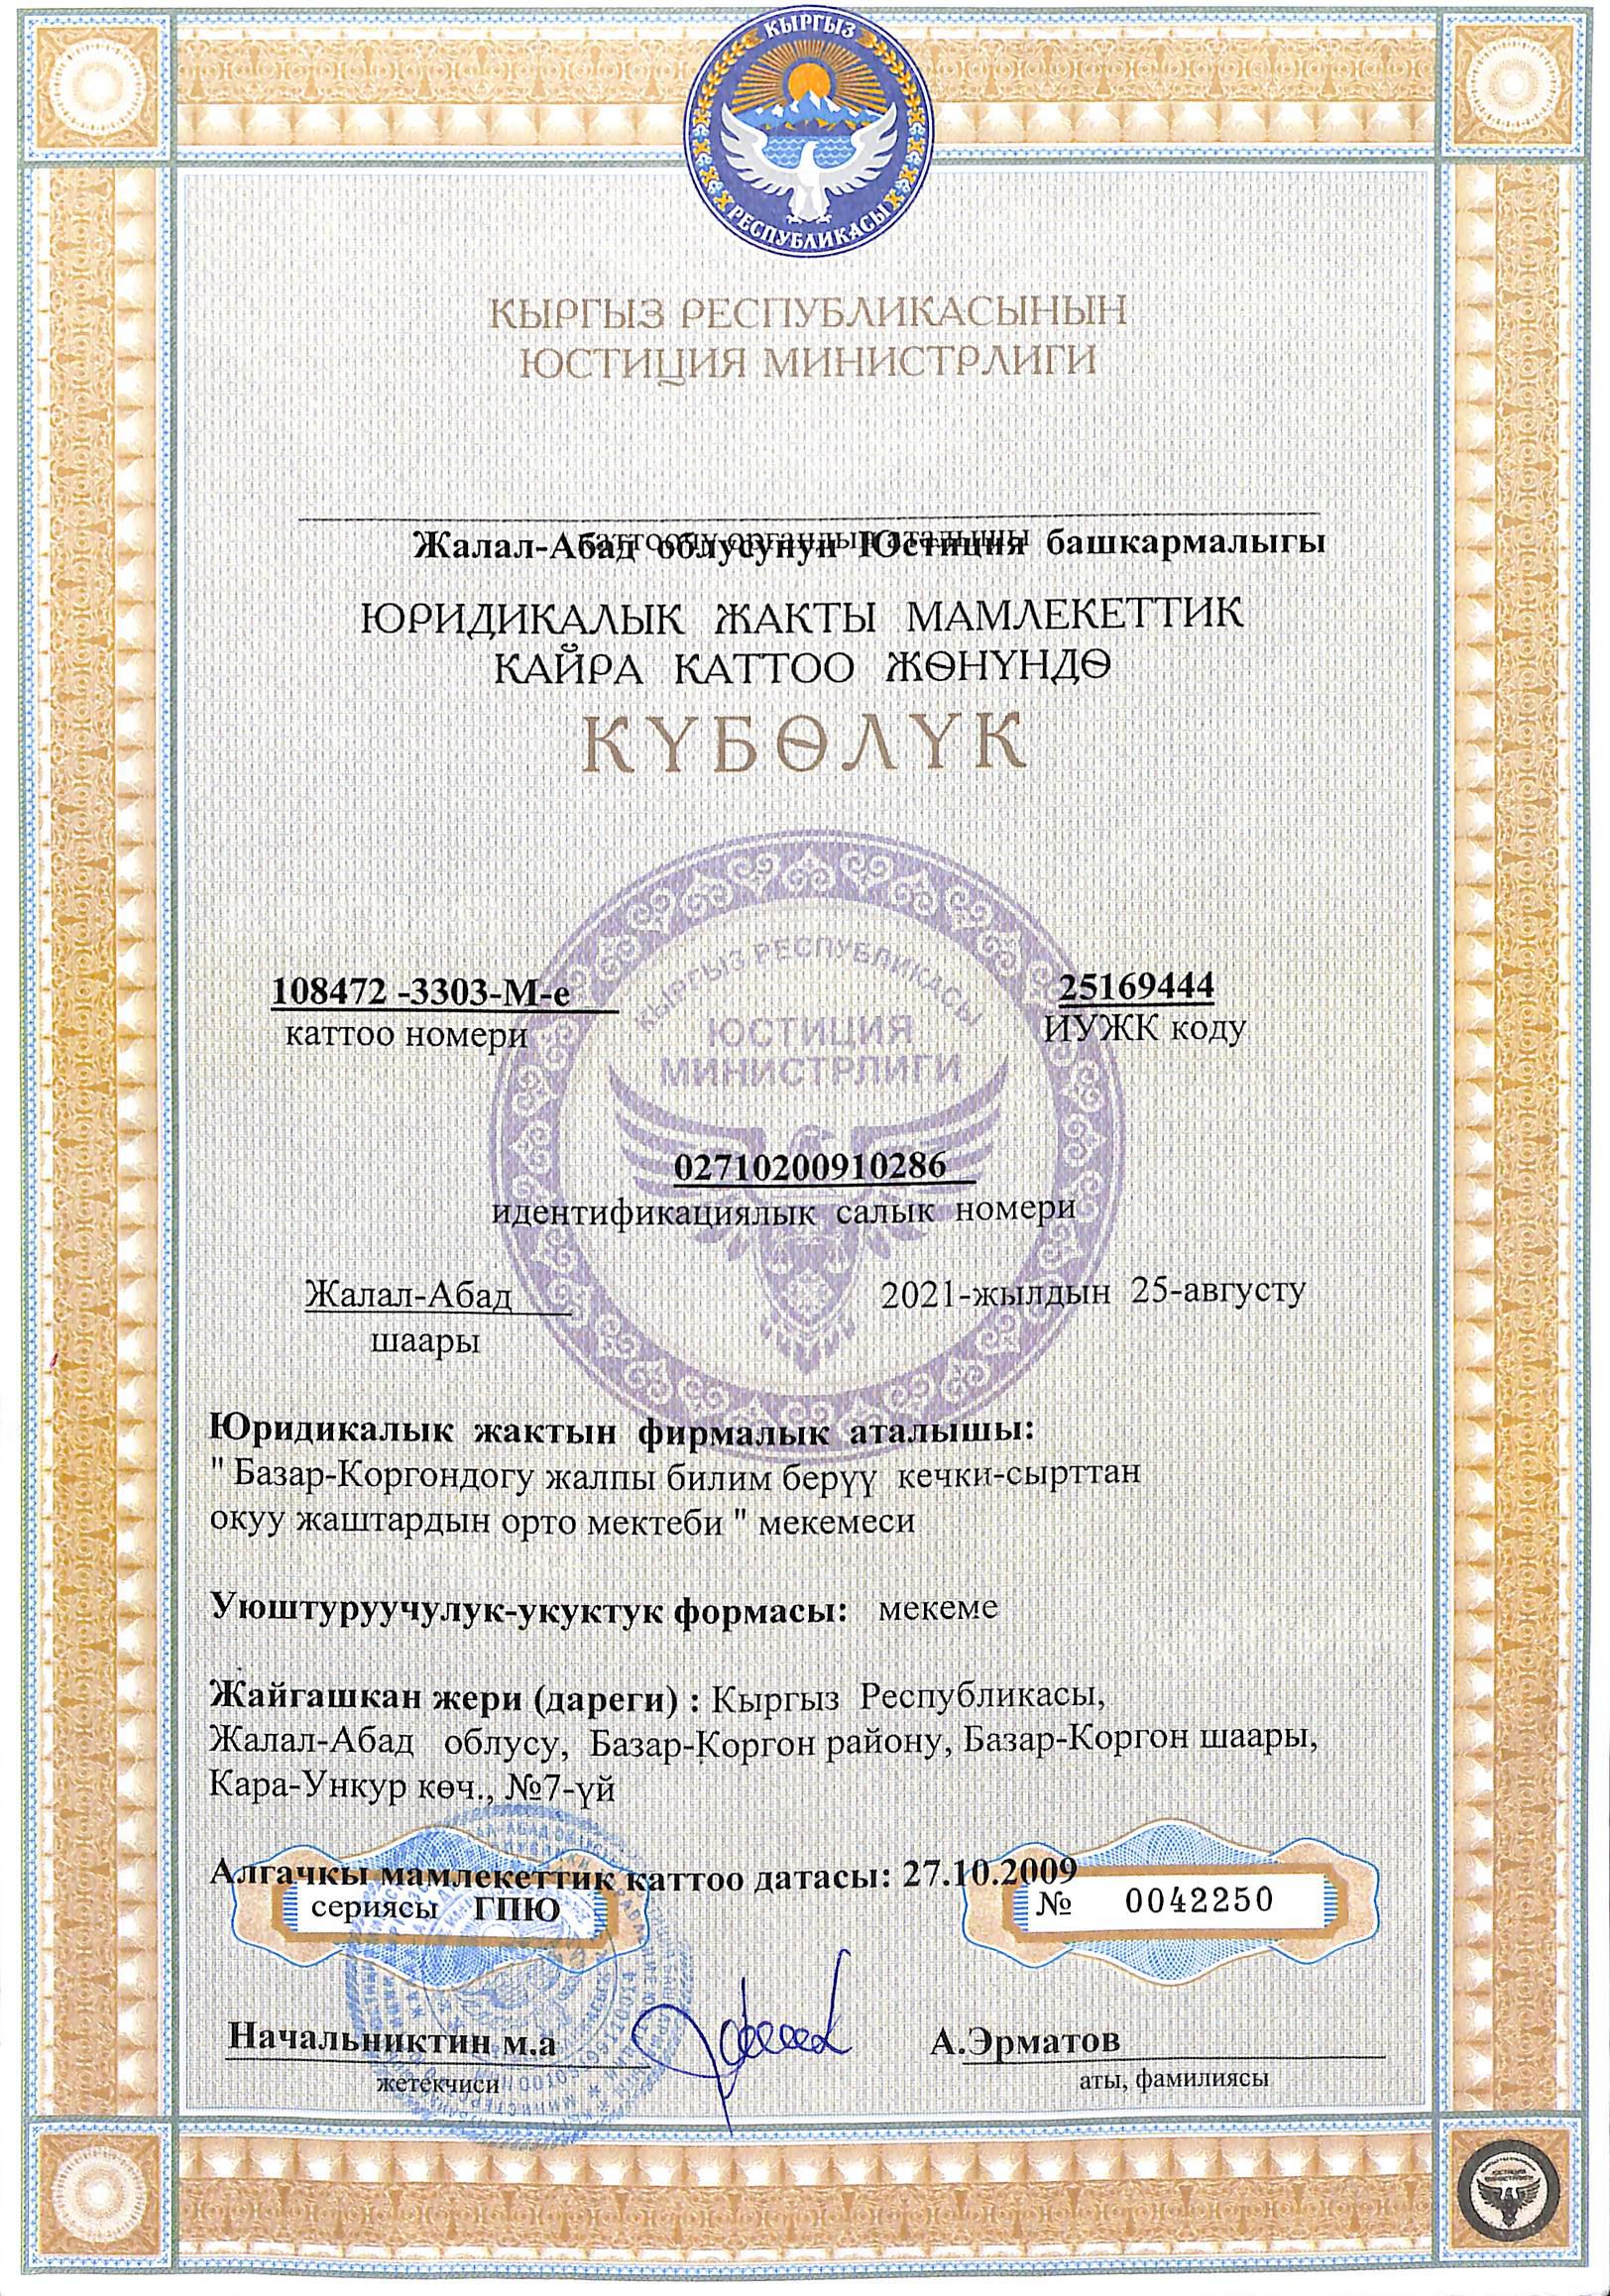 КЫРГЫЗ
РЕСПУБЛИКАСЫ
КЫРГЫЗ РЕСПУБЛИКАСЫНЫН
ЮСТИЦИЯ МИНИСТРЛИГИ
Жалал-Абад облусунун Юстиция башкармалыгы
каттоочу органдын аталышы
ЮРИДИКАЛЫК ЖАКТЫ МАМЛЕКЕТТИК
КАЙРА КАТТОО ЖӨНҮНДӨ
КҮБӨЛҮК
КЫРГЫЗ РЕСПУБЛИКАСЫ
ЮСТИЦИЯ
МИНИСТРЛИГИ
108472 -3303-М-е 25169444
каттоо номери ИУЖК коду
02710200910286
идентификациялык салык номери
Жалал-Абад 2021-жылдын 25-августу
шаары
Юридикалык жактын фирмалык аталышы:
" Базар-Коргондогу жалпы билим берүү кечки-сырттан
окуу жаштардын орто мектеби " мекемеси
Уюштуруучулук-укуктук формасы: мекеме
Жайгашкан жери (дареги) : Кыргыз Республикасы,
Жалал-Абад облусу, Базар-Коргон району, Базар-Коргон шаары,
Кара-Ункур көч., №7-үй
Алгачкы мамлекеттик каттоо датасы: 27.10.2009
сериясы ГПЮ № 0042250
Начальниктин м.а А.Эрматов
жетекчиси аты, фамилиясы